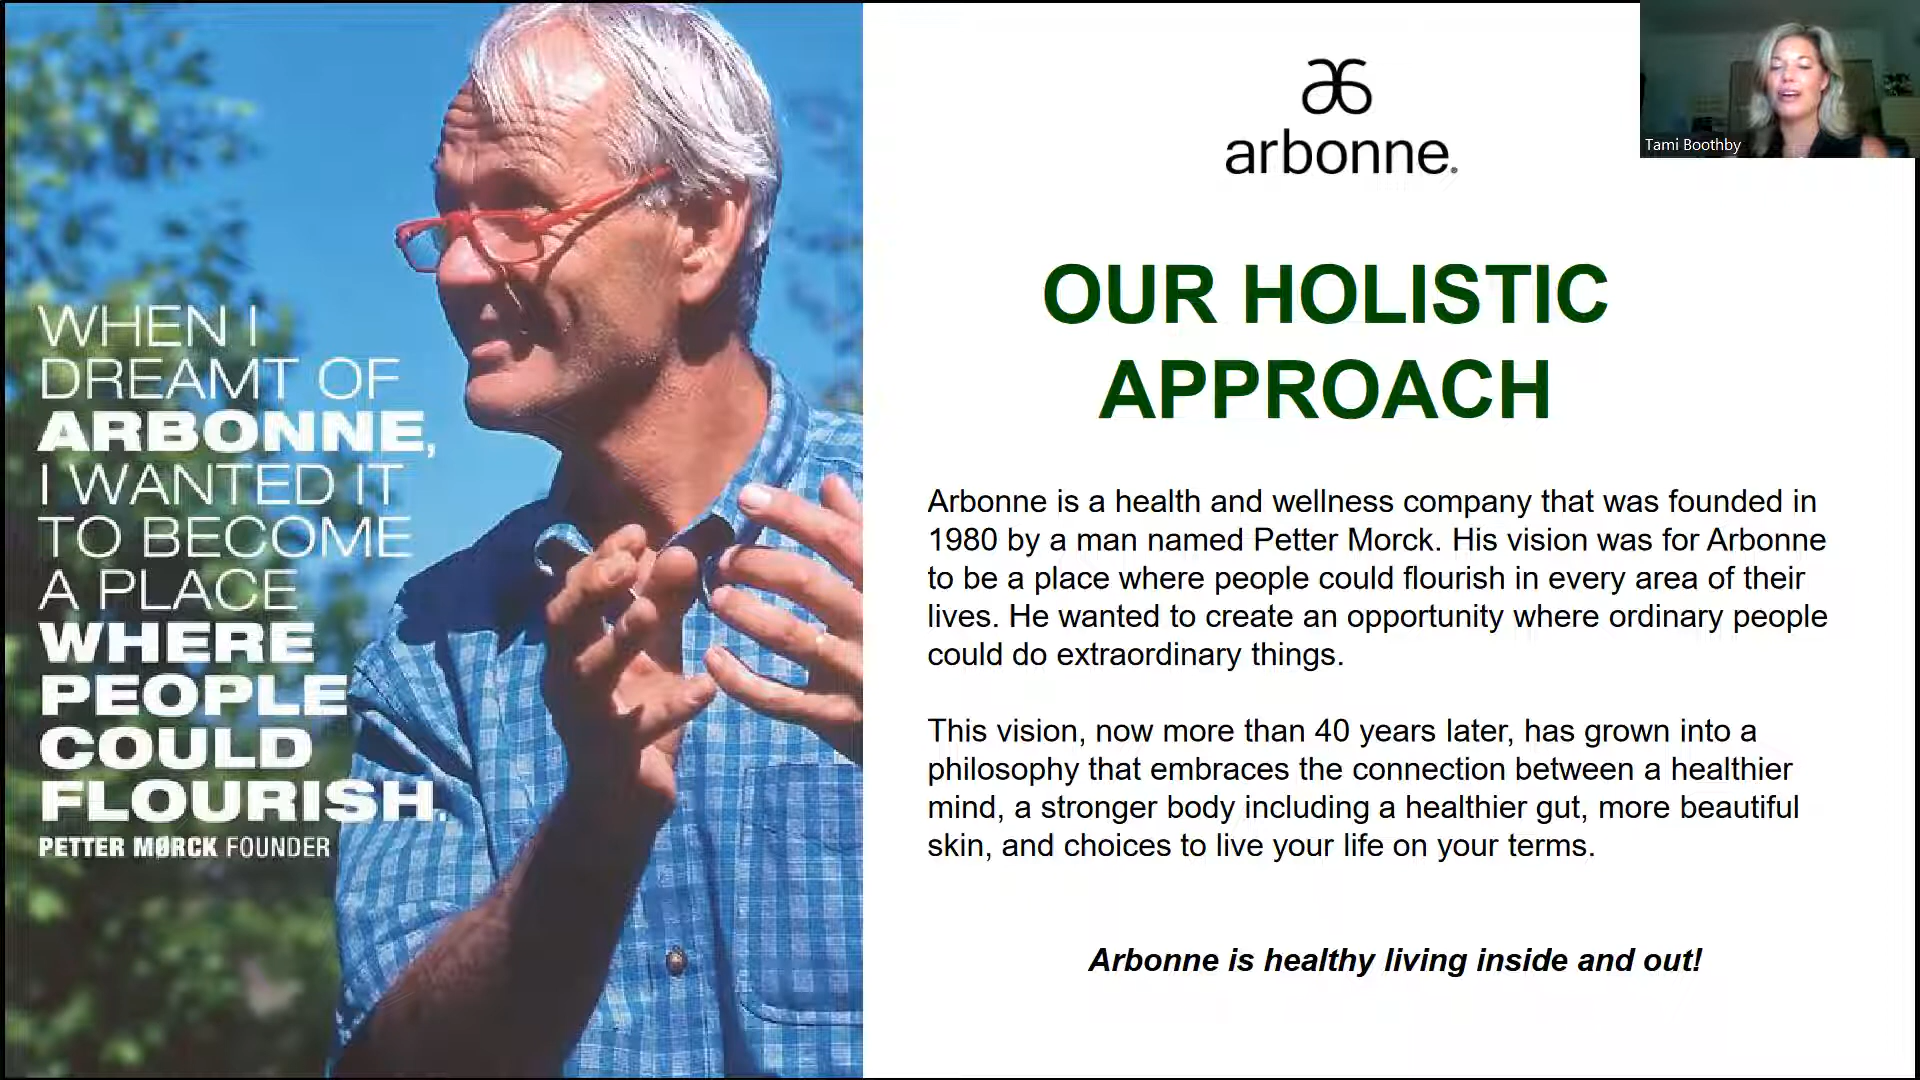 WHEN I
DREAMT OF
ARBONNE,
I WANTED IT
TO BECOME
A PLACE
WHERE
PEOPLE
COULD
FLOURISH.
PETTER MØRCK FOUNDER
arbonne.
OUR HOLISTIC
APPROACH
Arbonne is a health and wellness company that was founded in
1980 by a man named Petter Morck. His vision was for Arbonne
to be a place where people could flourish in every area of their
lives. He wanted to create an opportunity where ordinary people
could do extraordinary things.
This vision, now more than 40 years later, has grown into a
philosophy that embraces the connection between a healthier
mind, a stronger body including a healthier gut, more beautiful
skin, and choices to live your life on your terms.
Arbonne is healthy living inside and out!
Tami Boothby